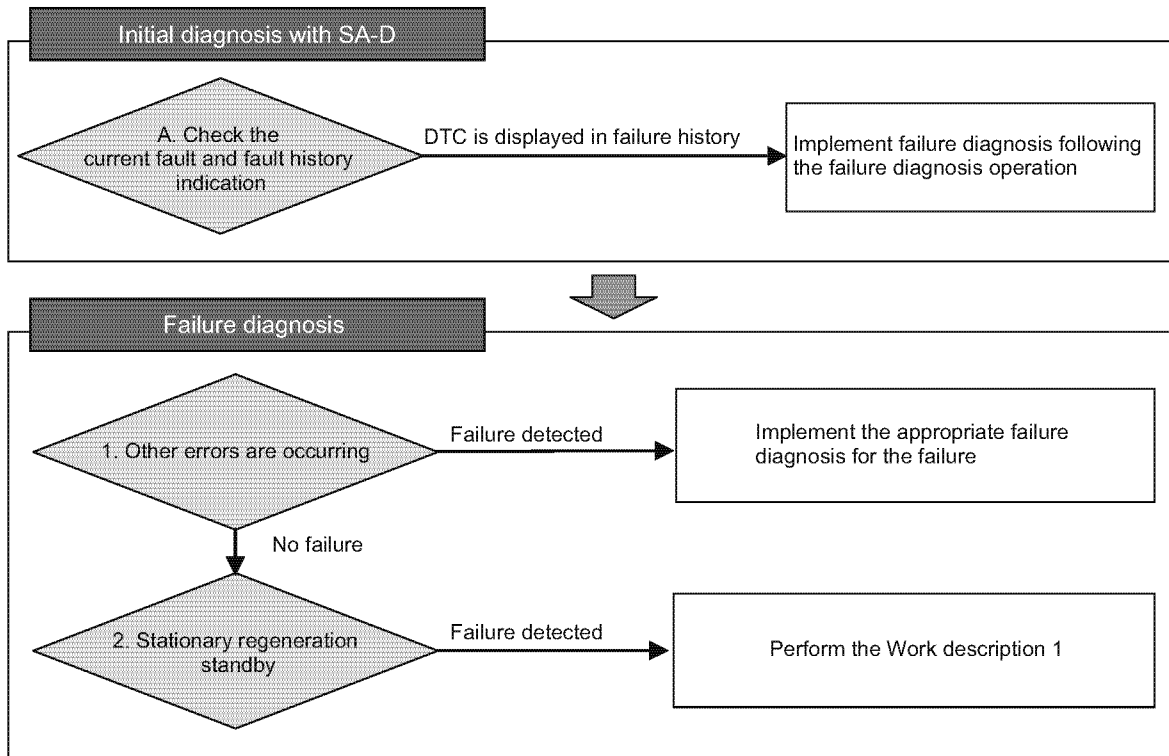 Initial diagnosis with SA-D
A. Check the
current fault and fault history
indication
DTC is displayed in failure history
Implement failure diagnosis following
the failure diagnosis operation
Failure diagnosis
1. Other errors are occurring
Failure detected
Implement the appropriate failure
diagnosis for the failure
No failure
2. Stationary regeneration
standby
Failure detected
Perform the Work description 1